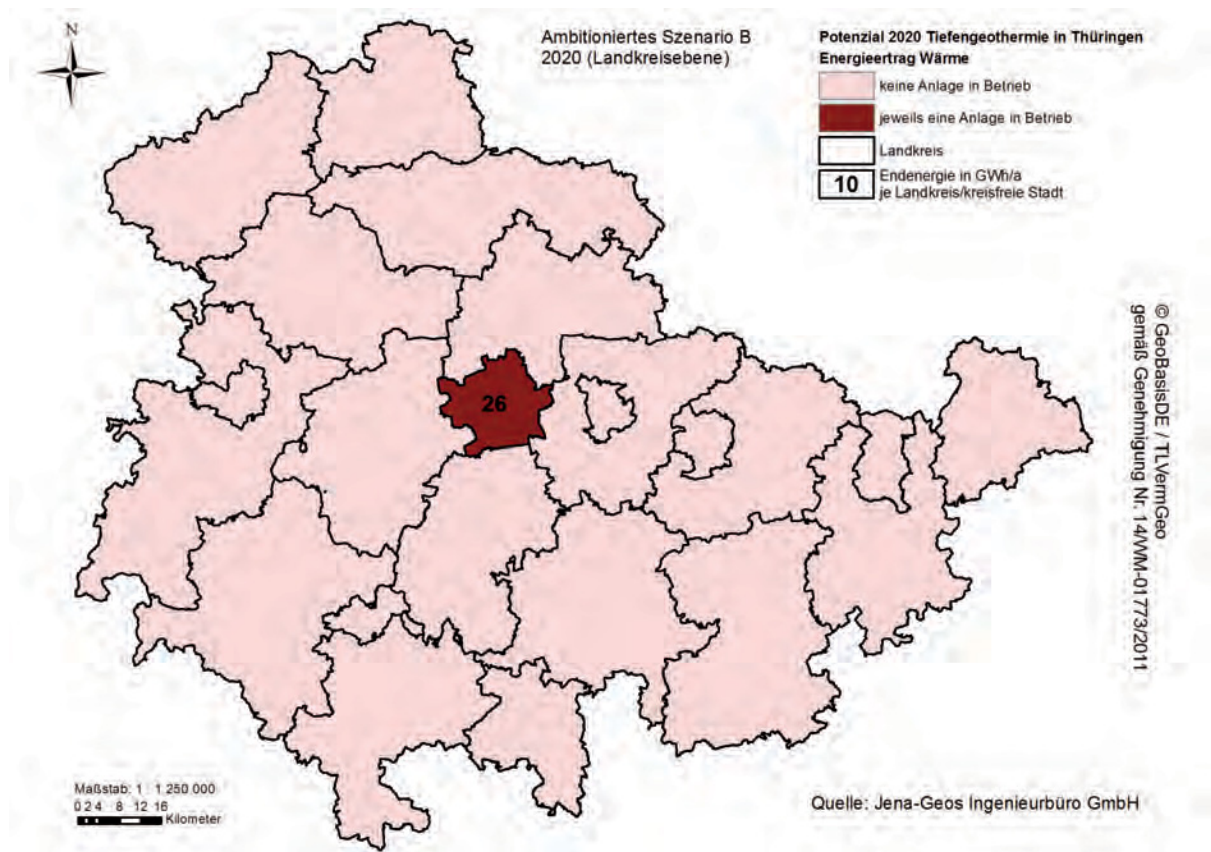 N
Ambitioniertes Szenario B
2020 (Landkreisebene)
Potenzial 2020 Tiefengeothermie in Thüringen
Energieertrag Wärme
keine Anlage in Betrieb
jeweils eine Anlage in Betrieb
Landkreis
10
Endenergie in GWh/a
je Landkreis/kreisfreie Stadt
26
© GeoBasisDE / TLVermGeo
gemäß Genehmigung Nr. 14/WM-01773/2011
Maßstab: 1 : 1.250.000
0 2 4 8 12 16
Kilometer
Quelle: Jena-Geos Ingenieurbüro GmbH